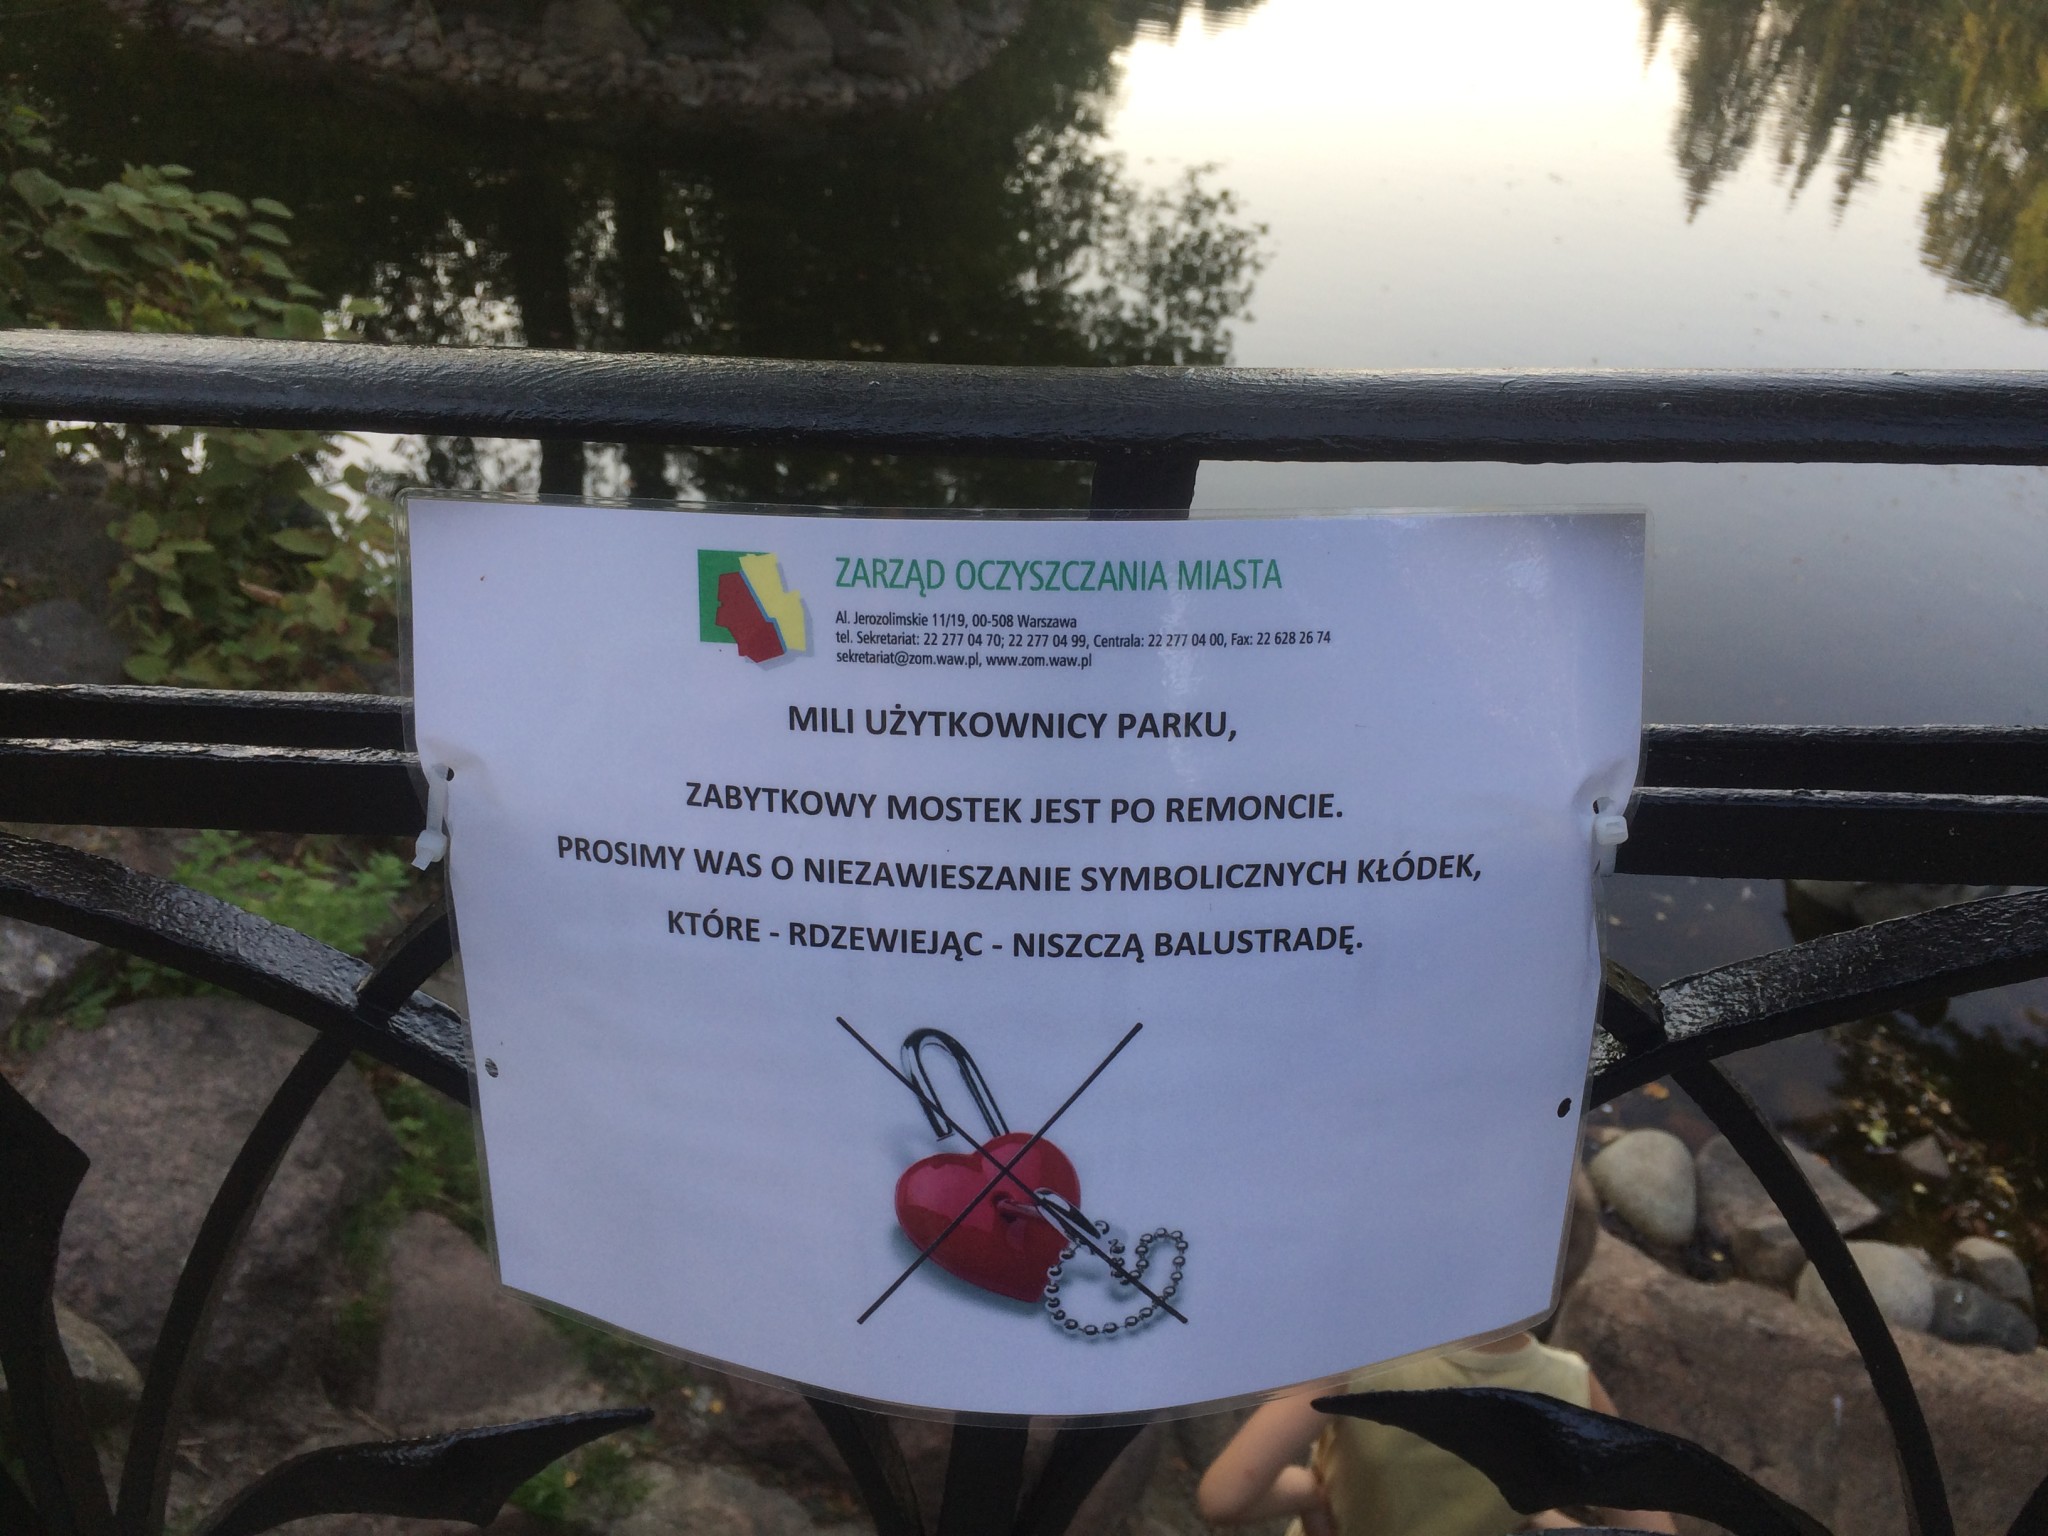 ZARZĄD OCZYSZCZANIA MIASTA
Al. Jerozolimskie 11/19, 00-508 Warszawa
tel. Sekretariat: 22 277 04 70; 22 277 04 99, Centrala: 22 277 04 00, Fax: 22 628 26 74
sekretariat@zom.waw.pl, www.zom.waw.pl
MILI UŻYTKOWNICY PARKU,
ZABYTKOWY MOSTEK JEST PO REMONCIE.
PROSIMY WAS O NIEZAWIESZANIE SYMBOLICZNYCH KŁÓDEK,
KTÓRE - RDZEWIEJĄC - NISZCZĄ BALUSTRADĘ.